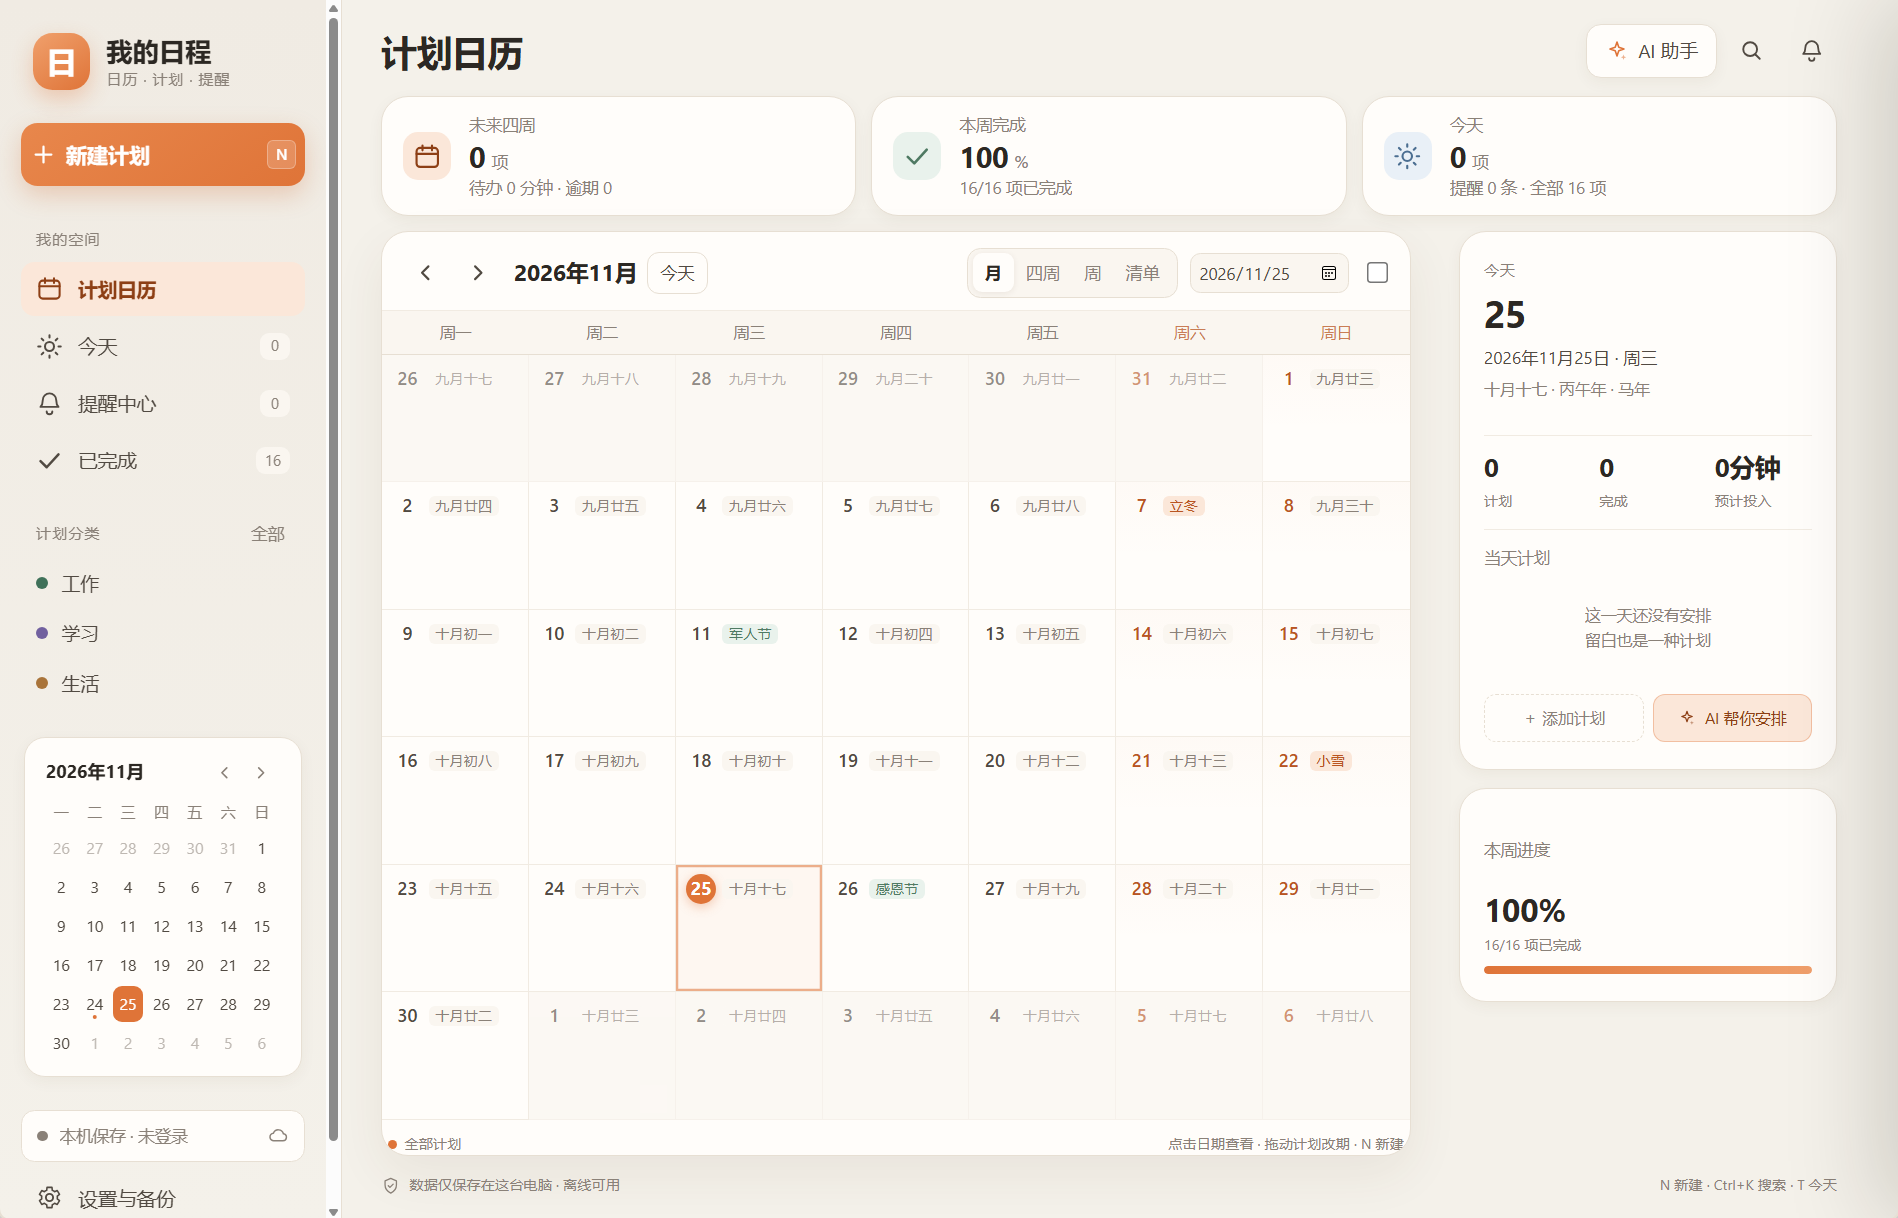 日
我的日程
日历 · 计划 · 提醒
+ 新建计划 N
我的空间
计划日历
今天 0
提醒中心 0
已完成 16
计划分类 全部
工作
学习
生活
2026年11月
一 二 三 四 五 六 日
26 27 28 29 30 31 1
2 3 4 5 6 7 8
9 10 11 12 13 14 15
16 17 18 19 20 21 22
23 24 25 26 27 28 29
30 1 2 3 4 5 6
本机保存 · 未登录
设置与备份
计划日历
AI 助手
未来四周
0 项
待办 0 分钟 · 逾期 0
本周完成
100 %
16/16 项已完成
今天
0 项
提醒 0 条 · 全部 16 项
2026年11月 今天 月 四周 周 清单 2026/11/25
周一 周二 周三 周四 周五 周六 周日
26 九月十七 27 九月十八 28 九月十九 29 九月二十 30 九月廿一 31 九月廿二 1 九月廿三
2 九月廿四 3 九月廿五 4 九月廿六 5 九月廿七 6 九月廿八 7 立冬 8 九月三十
9 十月初一 10 十月初二 11 军人节 12 十月初四 13 十月初五 14 十月初六 15 十月初七
16 十月初八 17 十月初九 18 十月初十 19 十月十一 20 十月十二 21 十月十三 22 小雪
23 十月十五 24 十月十六 25 十月十七 26 感恩节 27 十月十九 28 十月二十 29 十月廿一
30 十月廿二 1 十月廿三 2 十月廿四 3 十月廿五 4 十月廿六 5 十月廿七 6 十月廿八
全部计划 点击日期查看 · 拖动计划改期 · N 新建
今天
25
2026年11月25日 · 周三
十月十七 · 丙午年 · 马年
0 0 0分钟
计划 完成 预计投入
当天计划
这一天还没有安排
留白也是一种计划
+ 添加计划 AI 帮你安排
本周进度
100%
16/16 项已完成
数据仅保存在这台电脑 · 离线可用 N 新建 · Ctrl+K 搜索 · T 今天